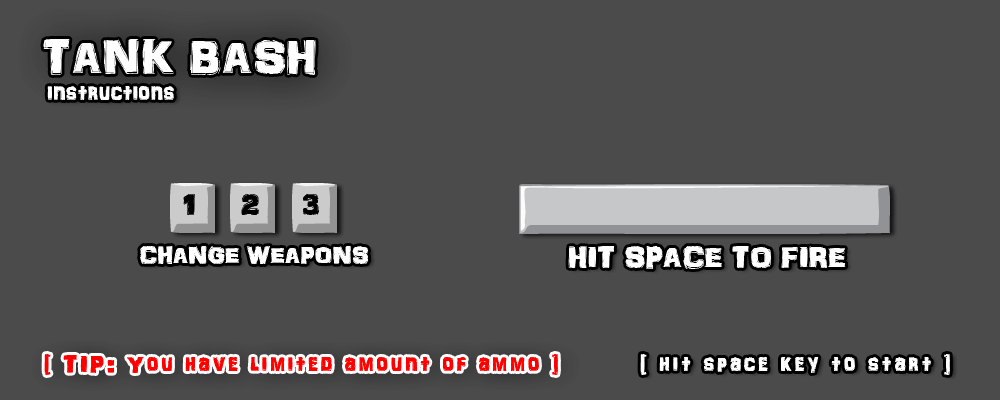 TANK BASH
INSTRUCTIONS
1 2 3
CHANGE WEAPONS
HIT SPACE TO FIRE
[ TIP: YOU HAVE LIMITED AMOUNT OF AMMO ]
[ HIT SPACE KEY TO START ]